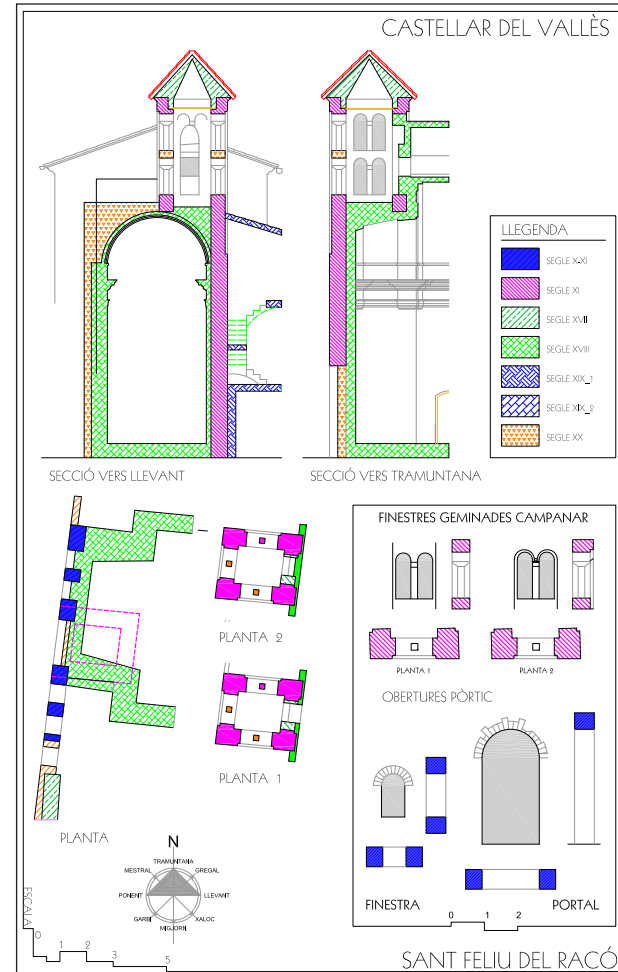 CASTELLAR DEL VALLÈS
LLEGENDA
SEGLE X-XI
SEGLE XI
SEGLE XVII
SEGLE XVIII
SEGLE XIX_1
SEGLE XIX_2
SEGLE XX
SECCIÓ VERS LLEVANT
SECCIÓ VERS TRAMUNTANA
FINESTRES GEMINADES CAMPANAR
PLANTA 1
PLANTA 2
PLANTA 2
PLANTA 1
PLANTA
OBERTURES PÒRTIC
FINESTRA
PORTAL
0 1 2
N
TRAMUNTANA
MESTRAL
GREGAL
PONENT
LLEVANT
GARBÍ
XALOC
MIGJORN
ESCALA
0 1 2 3 5
SANT FELIU DEL RACÓ